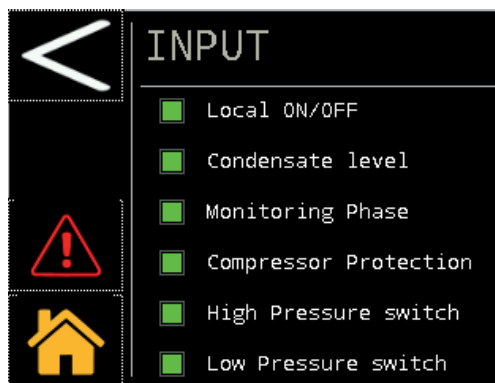 INPUT
Local ON/OFF
Condensate level
Monitoring Phase
Compressor Protection
High Pressure switch
Low Pressure switch